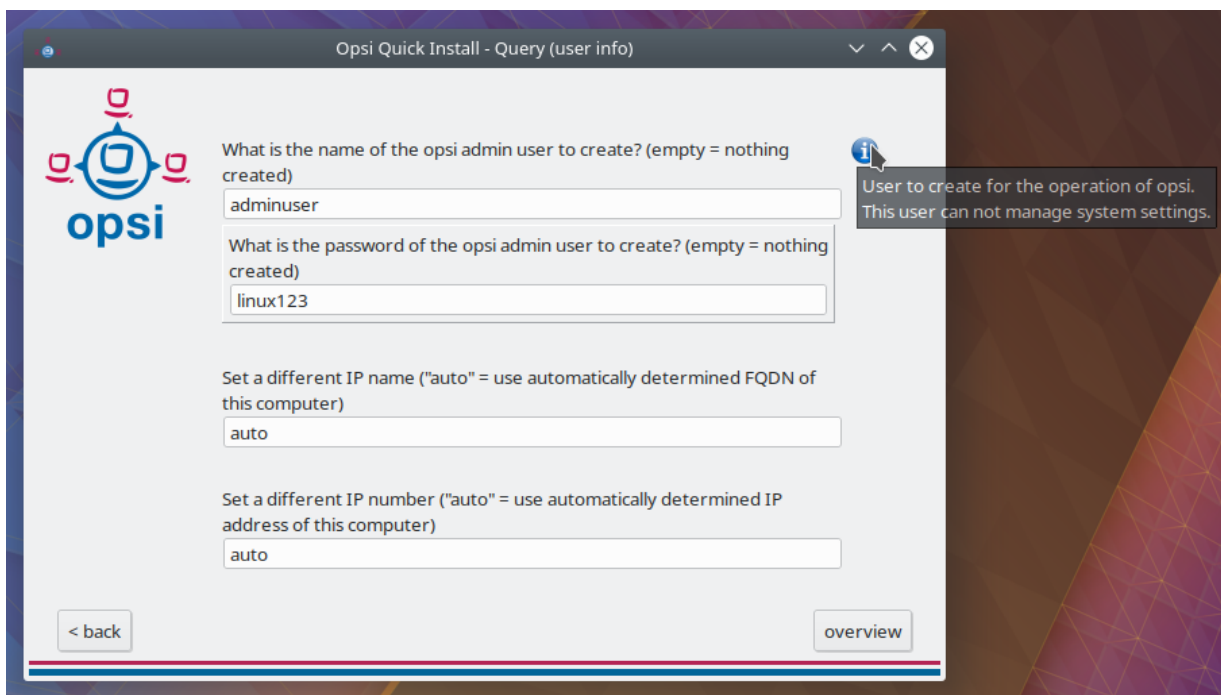 Opsi Quick Install - Query (user info)
opsi
What is the name of the opsi admin user to create? (empty = nothing
created)
adminuser
User to create for the operation of opsi.
This user can not manage system settings.
What is the password of the opsi admin user to create? (empty = nothing
created)
linux123
Set a different IP name ("auto" = use automatically determined FQDN of
this computer)
auto
Set a different IP number ("auto" = use automatically determined IP
address of this computer)
auto
< back
overview